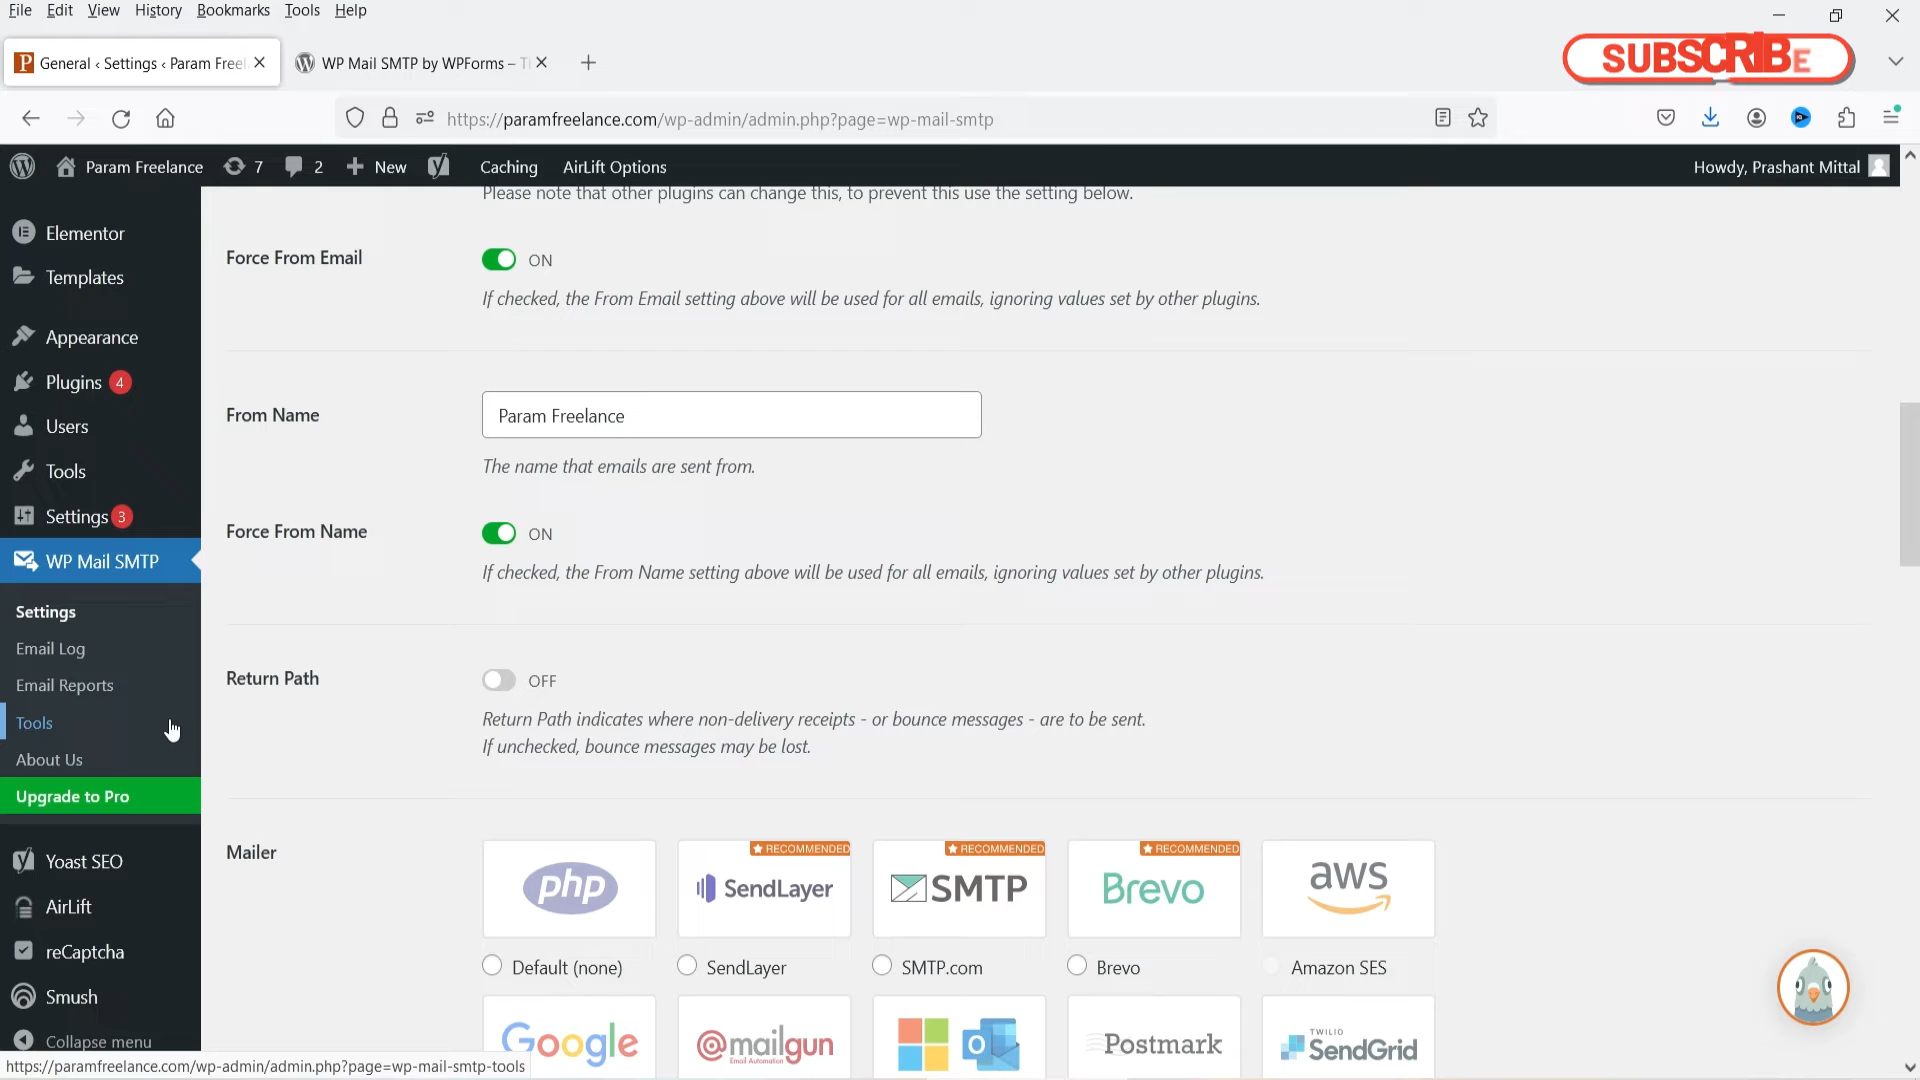 File Edit View History Bookmarks Tools Help
General ‹ Settings ‹ Param Freel
WP Mail SMTP by WPForms – T
SUBSCRIBE
https://paramfreelance.com/wp-admin/admin.php?page=wp-mail-smtp
Param Freelance 7 2 New Caching AirLift Options Howdy, Prashant Mittal
Please note that other plugins can change this, to prevent this use the setting below.
Elementor
Templates
Appearance
Plugins 4
Users
Tools
Settings 3
WP Mail SMTP
Settings
Email Log
Email Reports
Tools
About Us
Upgrade to Pro
Yoast SEO
AirLift
reCaptcha
Smush
Collapse menu
Force From Email ON
If checked, the From Email setting above will be used for all emails, ignoring values set by other plugins.
From Name Param Freelance
The name that emails are sent from.
Force From Name ON
If checked, the From Name setting above will be used for all emails, ignoring values set by other plugins.
Return Path OFF
Return Path indicates where non-delivery receipts - or bounce messages - are to be sent.
If unchecked, bounce messages may be lost.
Mailer
RECOMMENDED RECOMMENDED RECOMMENDED
php SendLayer SMTP Brevo aws
Default (none) SendLayer SMTP.com Brevo Amazon SES
Google @mailgun Postmark TWILIO SendGrid
Email Automation
https://paramfreelance.com/wp-admin/admin.php?page=wp-mail-smtp-tools